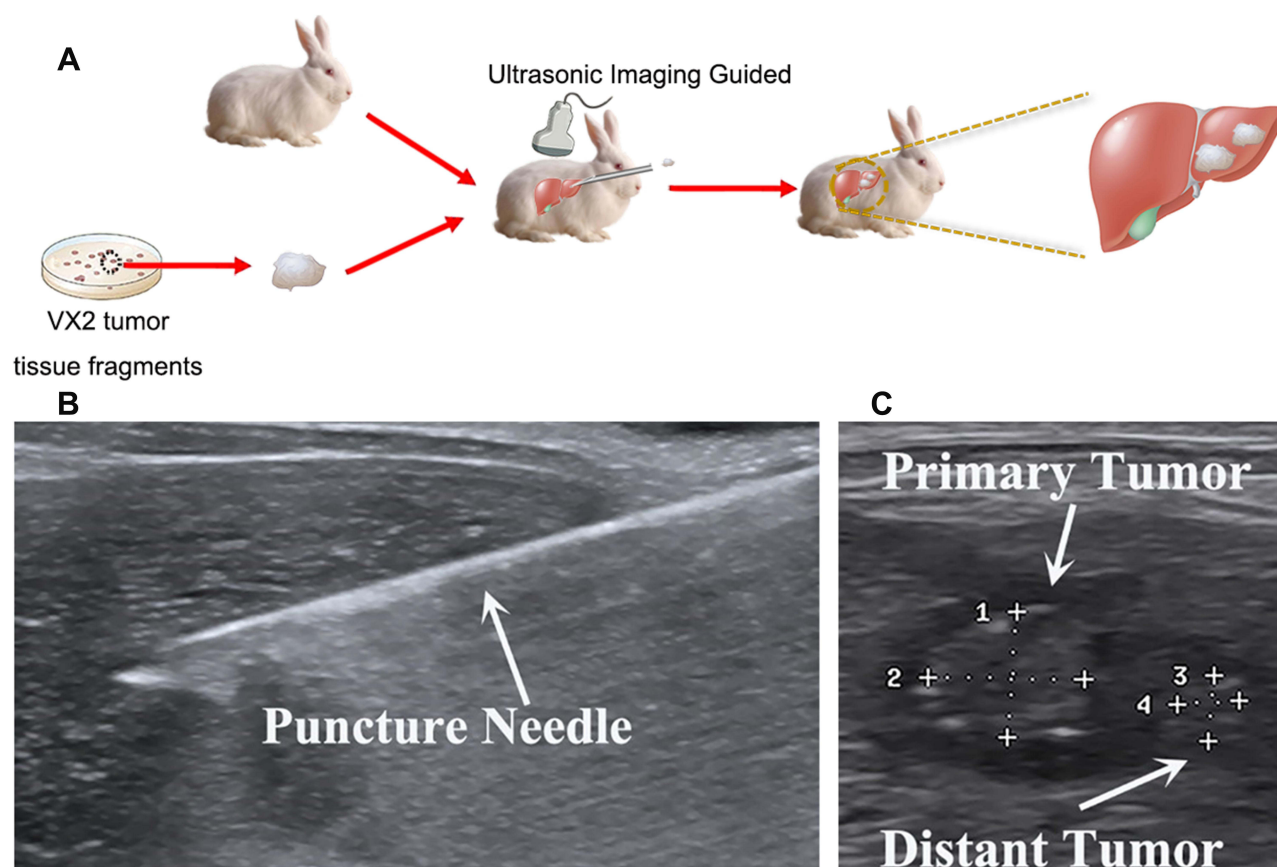 A
Ultrasonic Imaging Guided
VX2 tumor
tissue fragments
B
Puncture Needle
C
Primary Tumor
1
2
3
4
Distant Tumor